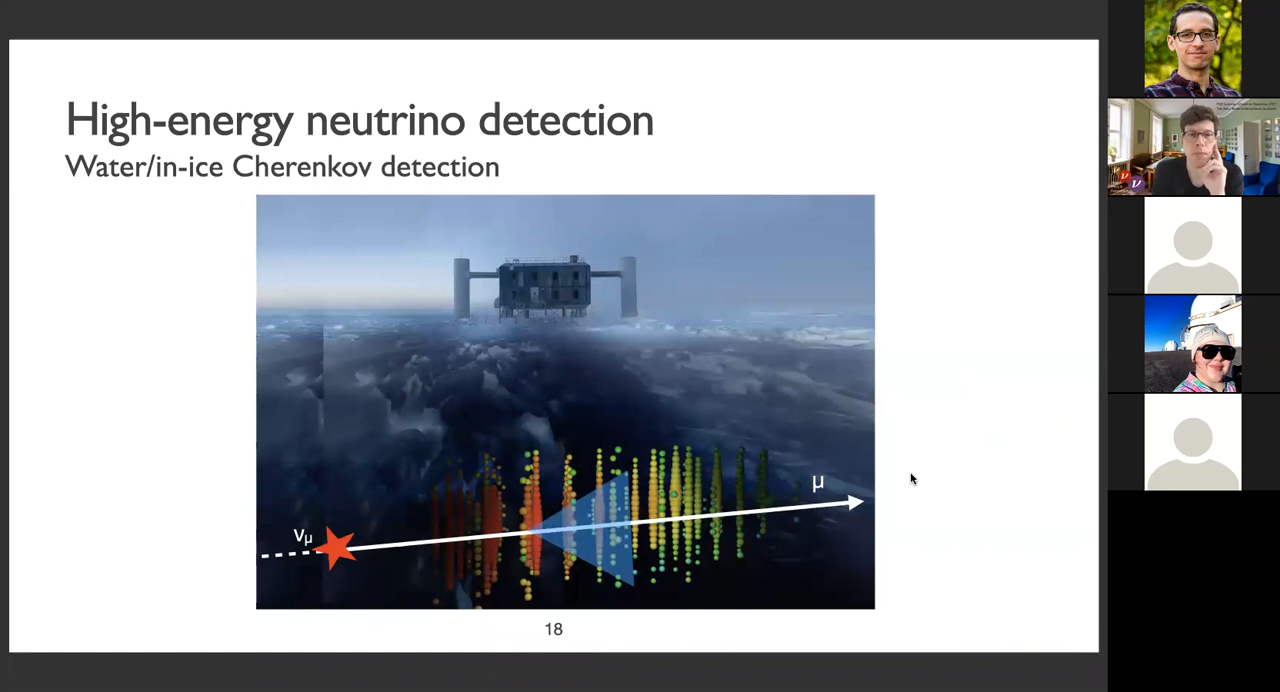 High-energy neutrino detection
Water/in-ice Cherenkov detection
μ
νμ
18
ν
ν